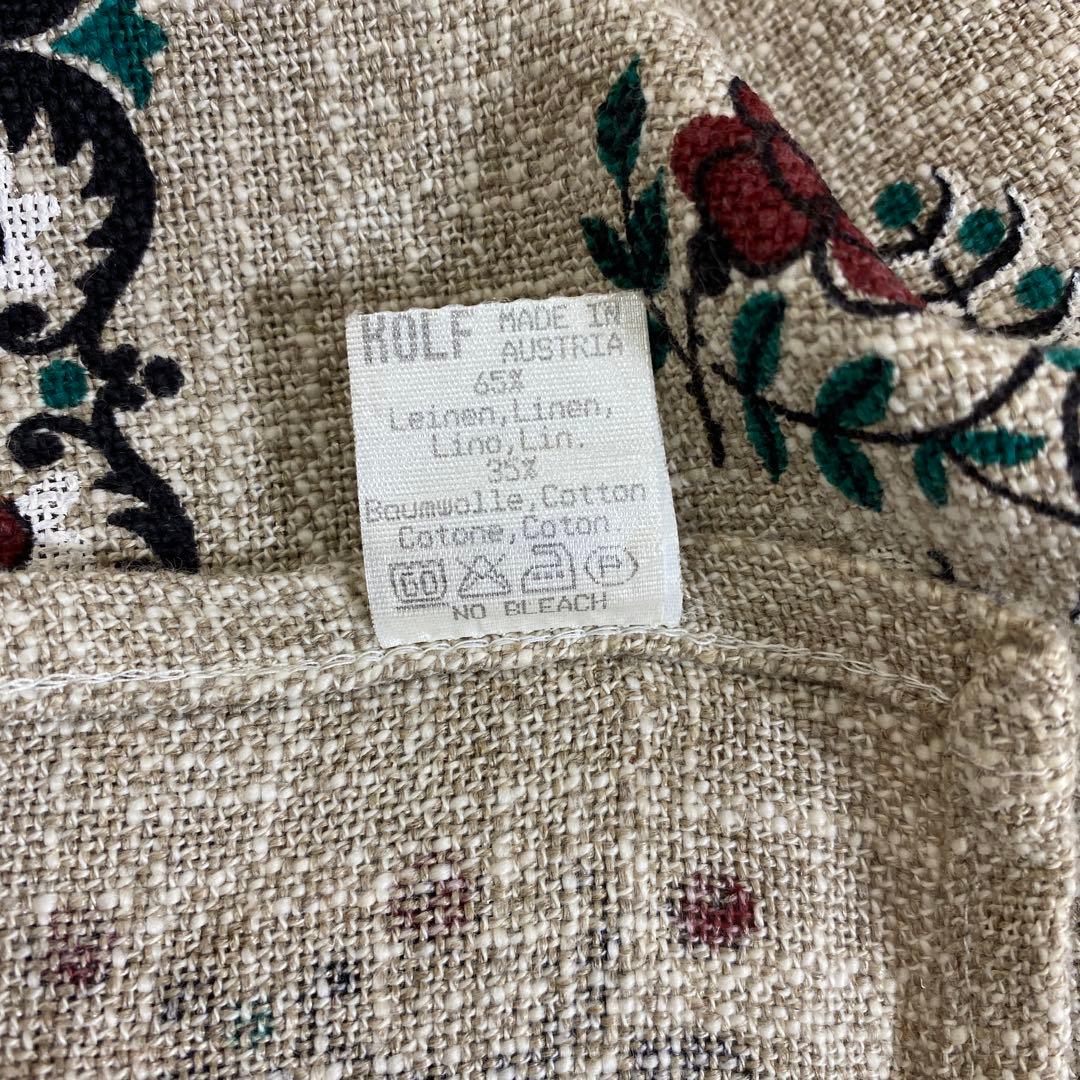 KOLF MADE IN
AUSTRIA
65%
Leinen,Linen,
Lino,Lin.
35%
Baumwolle,Cotton
Cotone,Coton.
60 P
NO BLEACH